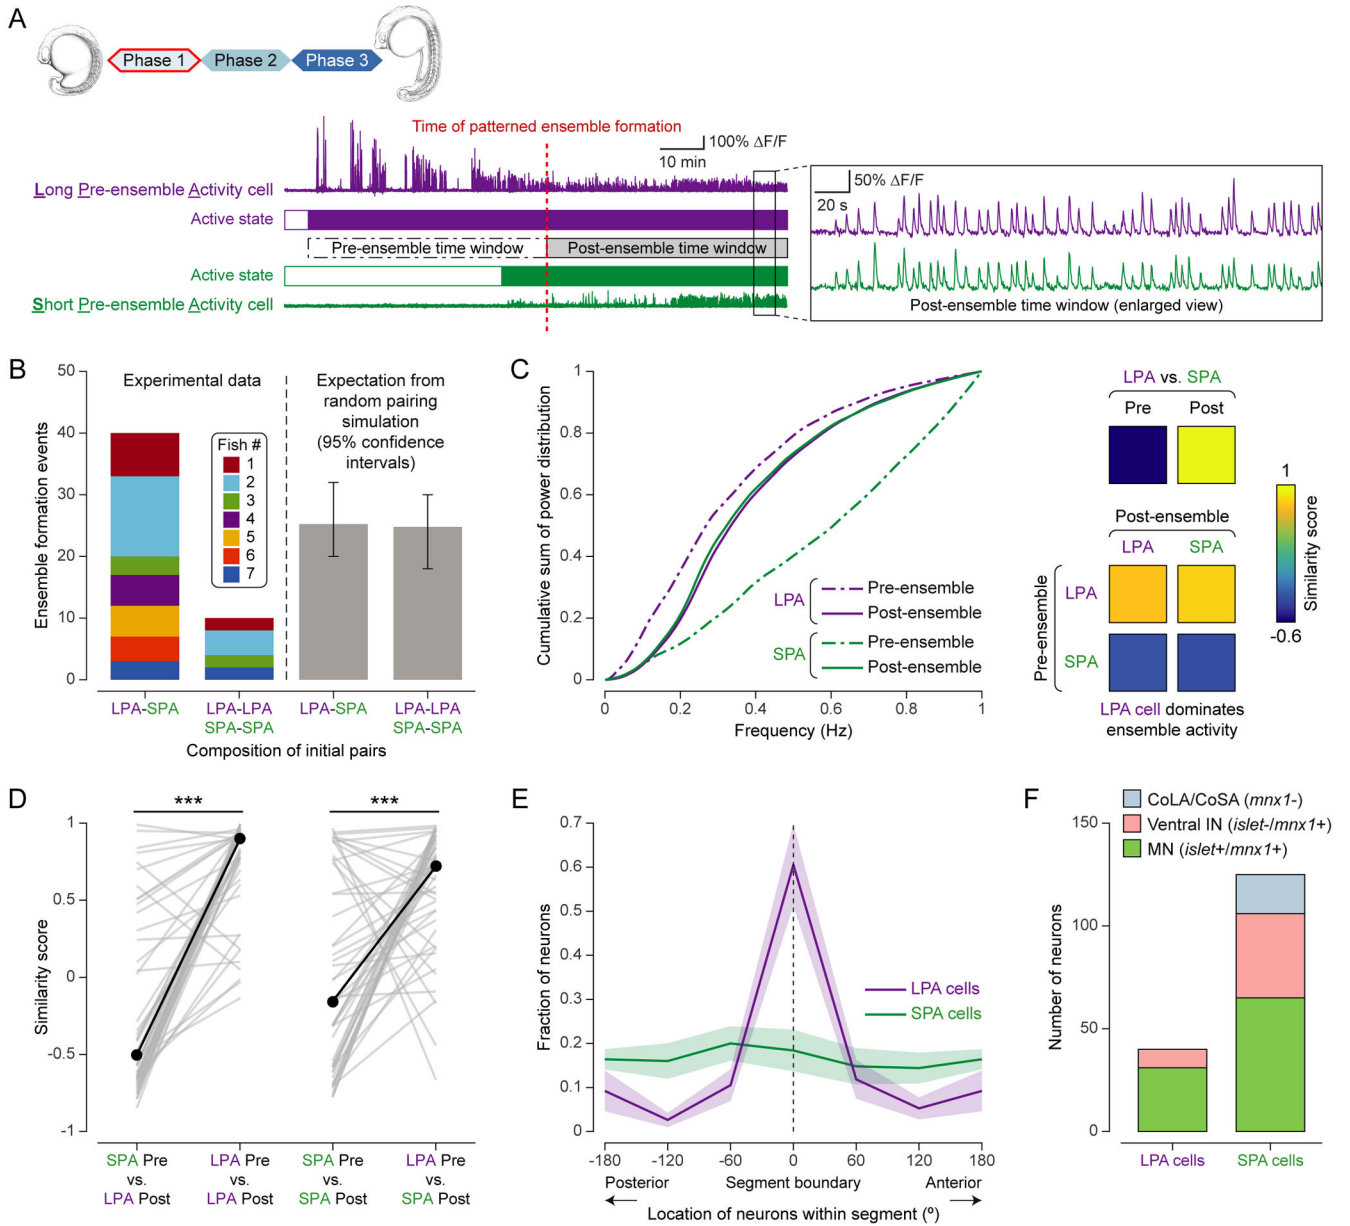 A
Phase 1
Phase 2
Phase 3
Time of patterned ensemble formation
100% ΔF/F
10 min
Long Pre-ensemble Activity cell
Active state
Pre-ensemble time window
Post-ensemble time window
Active state
Short Pre-ensemble Activity cell
50% ΔF/F
20 s
Post-ensemble time window (enlarged view)
B
Experimental data
Expectation from
random pairing
simulation
(95% confidence
intervals)
Fish #
1
2
3
4
5
6
7
Ensemble formation events
50
40
30
20
10
0
LPA-SPA
LPA-LPA
SPA-SPA
LPA-SPA
LPA-LPA
SPA-SPA
Composition of initial pairs
C
Cumulative sum of power distribution
1
0.8
0.6
0.4
0.2
0
0
0.2
0.4
0.6
0.8
1
Frequency (Hz)
LPA
Pre-ensemble
Post-ensemble
SPA
Pre-ensemble
Post-ensemble
LPA vs. SPA
Pre
Post
Post-ensemble
LPA
SPA
Pre-ensemble
LPA
SPA
LPA cell dominates
ensemble activity
1
Similarity score
-0.6
D
Similarity score
1
0.5
0
-0.5
-1
***
***
SPA Pre
vs.
LPA Post
LPA Pre
vs.
LPA Post
SPA Pre
vs.
SPA Post
LPA Pre
vs.
SPA Post
E
Fraction of neurons
0.7
0.6
0.5
0.4
0.3
0.2
0.1
0
LPA cells
SPA cells
-180
-120
-60
0
60
120
180
Posterior
Segment boundary
Anterior
Location of neurons within segment (º)
F
CoLA/CoSA (mnx1-)
Ventral IN (islet-/mnx1+)
MN (islet+/mnx1+)
Number of neurons
150
100
50
0
LPA cells
SPA cells